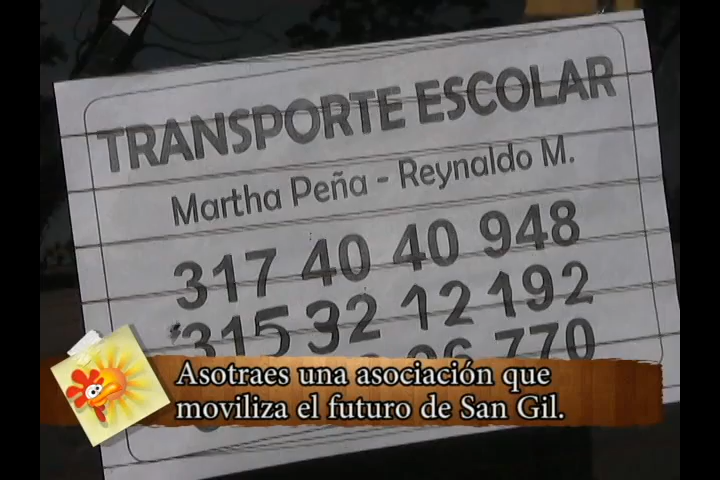 TRANSPORTE ESCOLAR
Martha Peña - Reynaldo M.
317 40 40 948
315 32 12 192
770
Asotraes una asociación que
moviliza el futuro de San Gil.